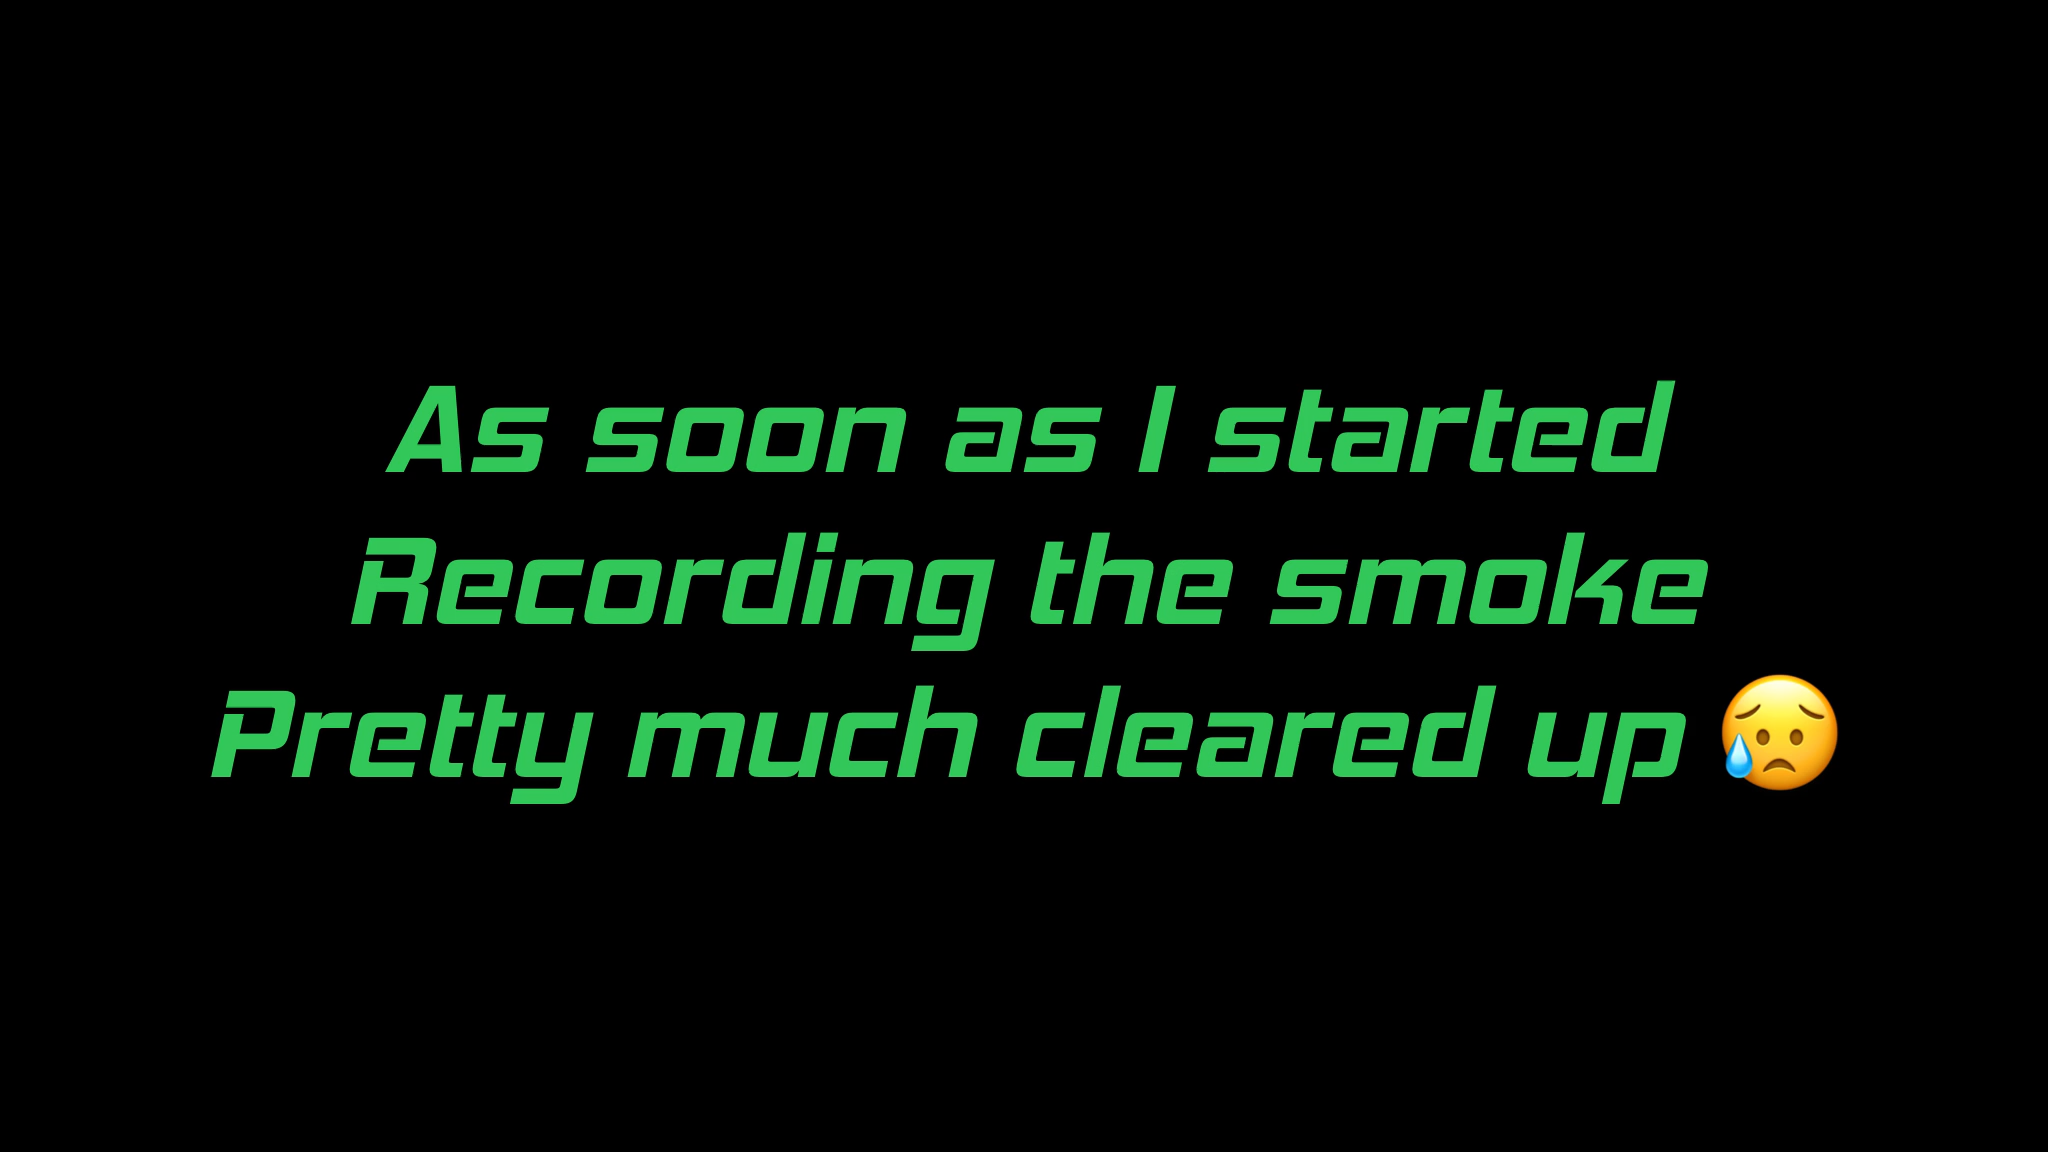 As soon as I started
Recording the smoke
Pretty much cleared up 😥